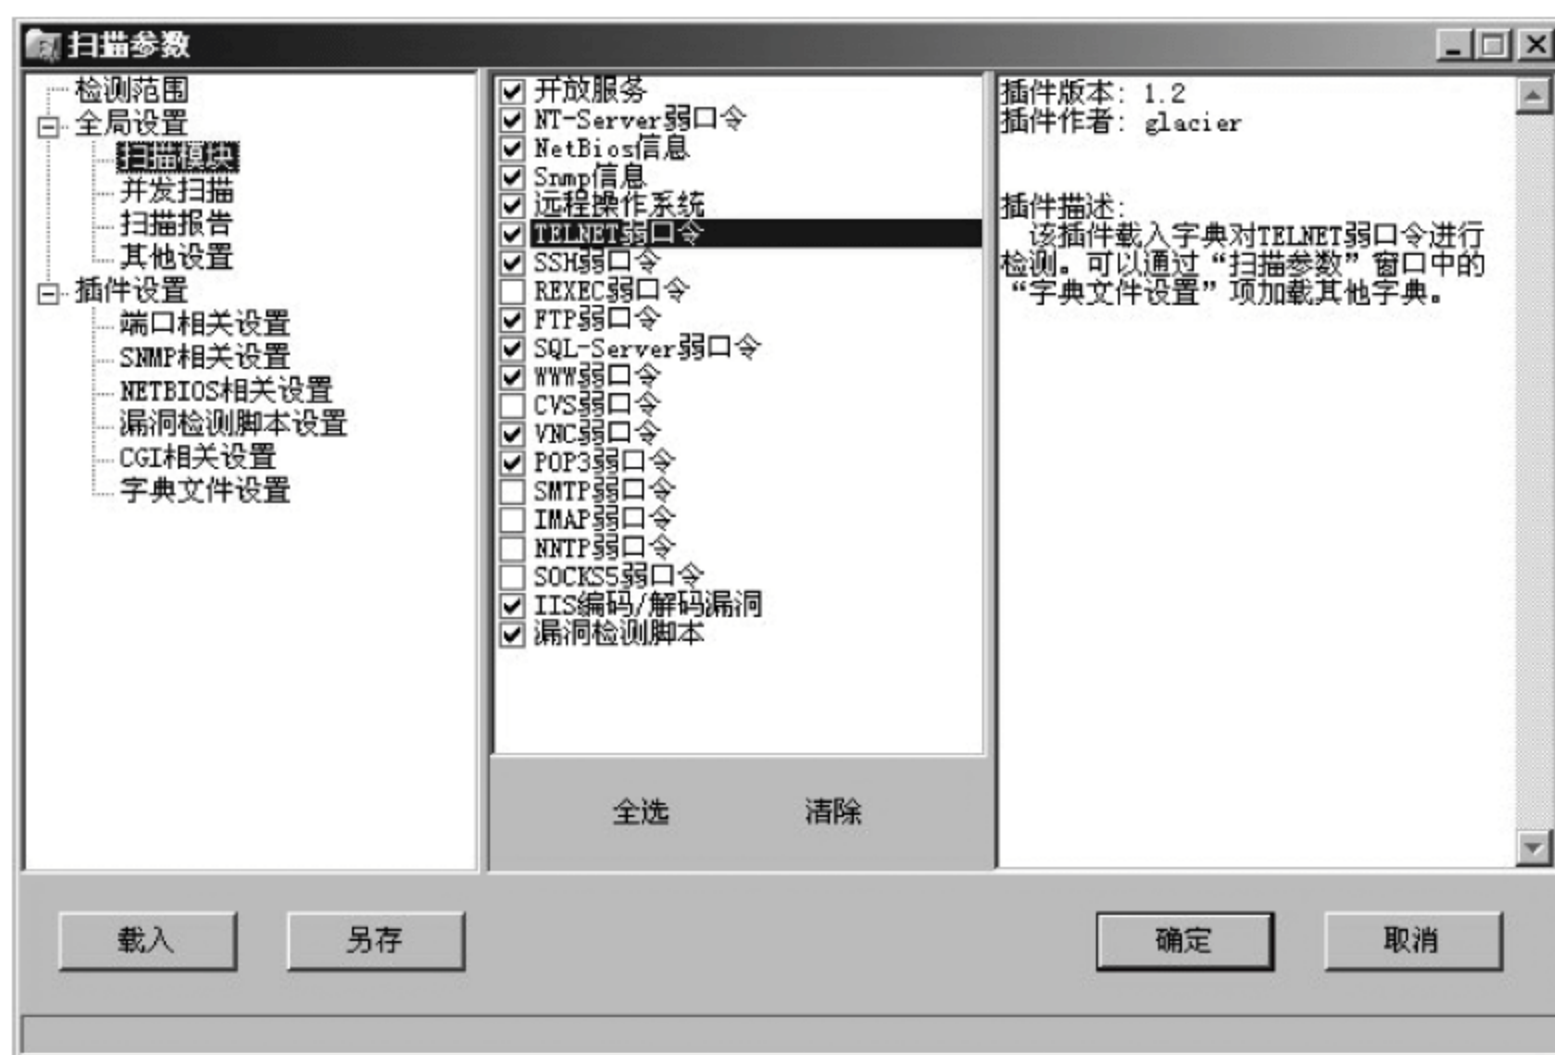 扫描参数
检测范围
全局设置
扫描模块
并发扫描
扫描报告
其他设置
插件设置
端口相关设置
SNMP相关设置
NETBIOS相关设置
漏洞检测脚本设置
CGI相关设置
字典文件设置
开放服务
NT-Server弱口令
NetBios信息
Snmp信息
远程操作系统
TELNET弱口令
SSH弱口令
REXEC弱口令
FTP弱口令
SQL-Server弱口令
WWW弱口令
CVS弱口令
VNC弱口令
POP3弱口令
SMTP弱口令
IMAP弱口令
NNTP弱口令
SOCKS5弱口令
IIS编码/解码漏洞
漏洞检测脚本
全选 清除
插件版本: 1.2
插件作者: glacier
插件描述:
该插件载入字典对TELNET弱口令进行
检测。可以通过“扫描参数”窗口中的
“字典文件设置”项加载其他字典。
载入 另存 确定 取消